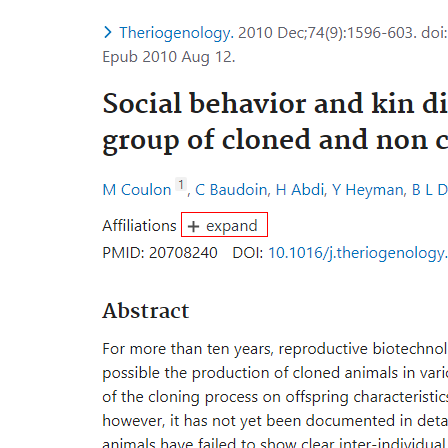 Theriogenology. 2010 Dec;74(9):1596-603. doi:
Epub 2010 Aug 12.
Social behavior and kin di
group of cloned and non c
M Coulon 1, C Baudoin, H Abdi, Y Heyman, B L D
Affiliations + expand
PMID: 20708240 DOI: 10.1016/j.theriogenology.
Abstract
For more than ten years, reproductive biotechnol
possible the production of cloned animals in vari
of the cloning process on offspring characteristics
however, it has not yet been documented in deta
animals have failed to show clear inter-individual